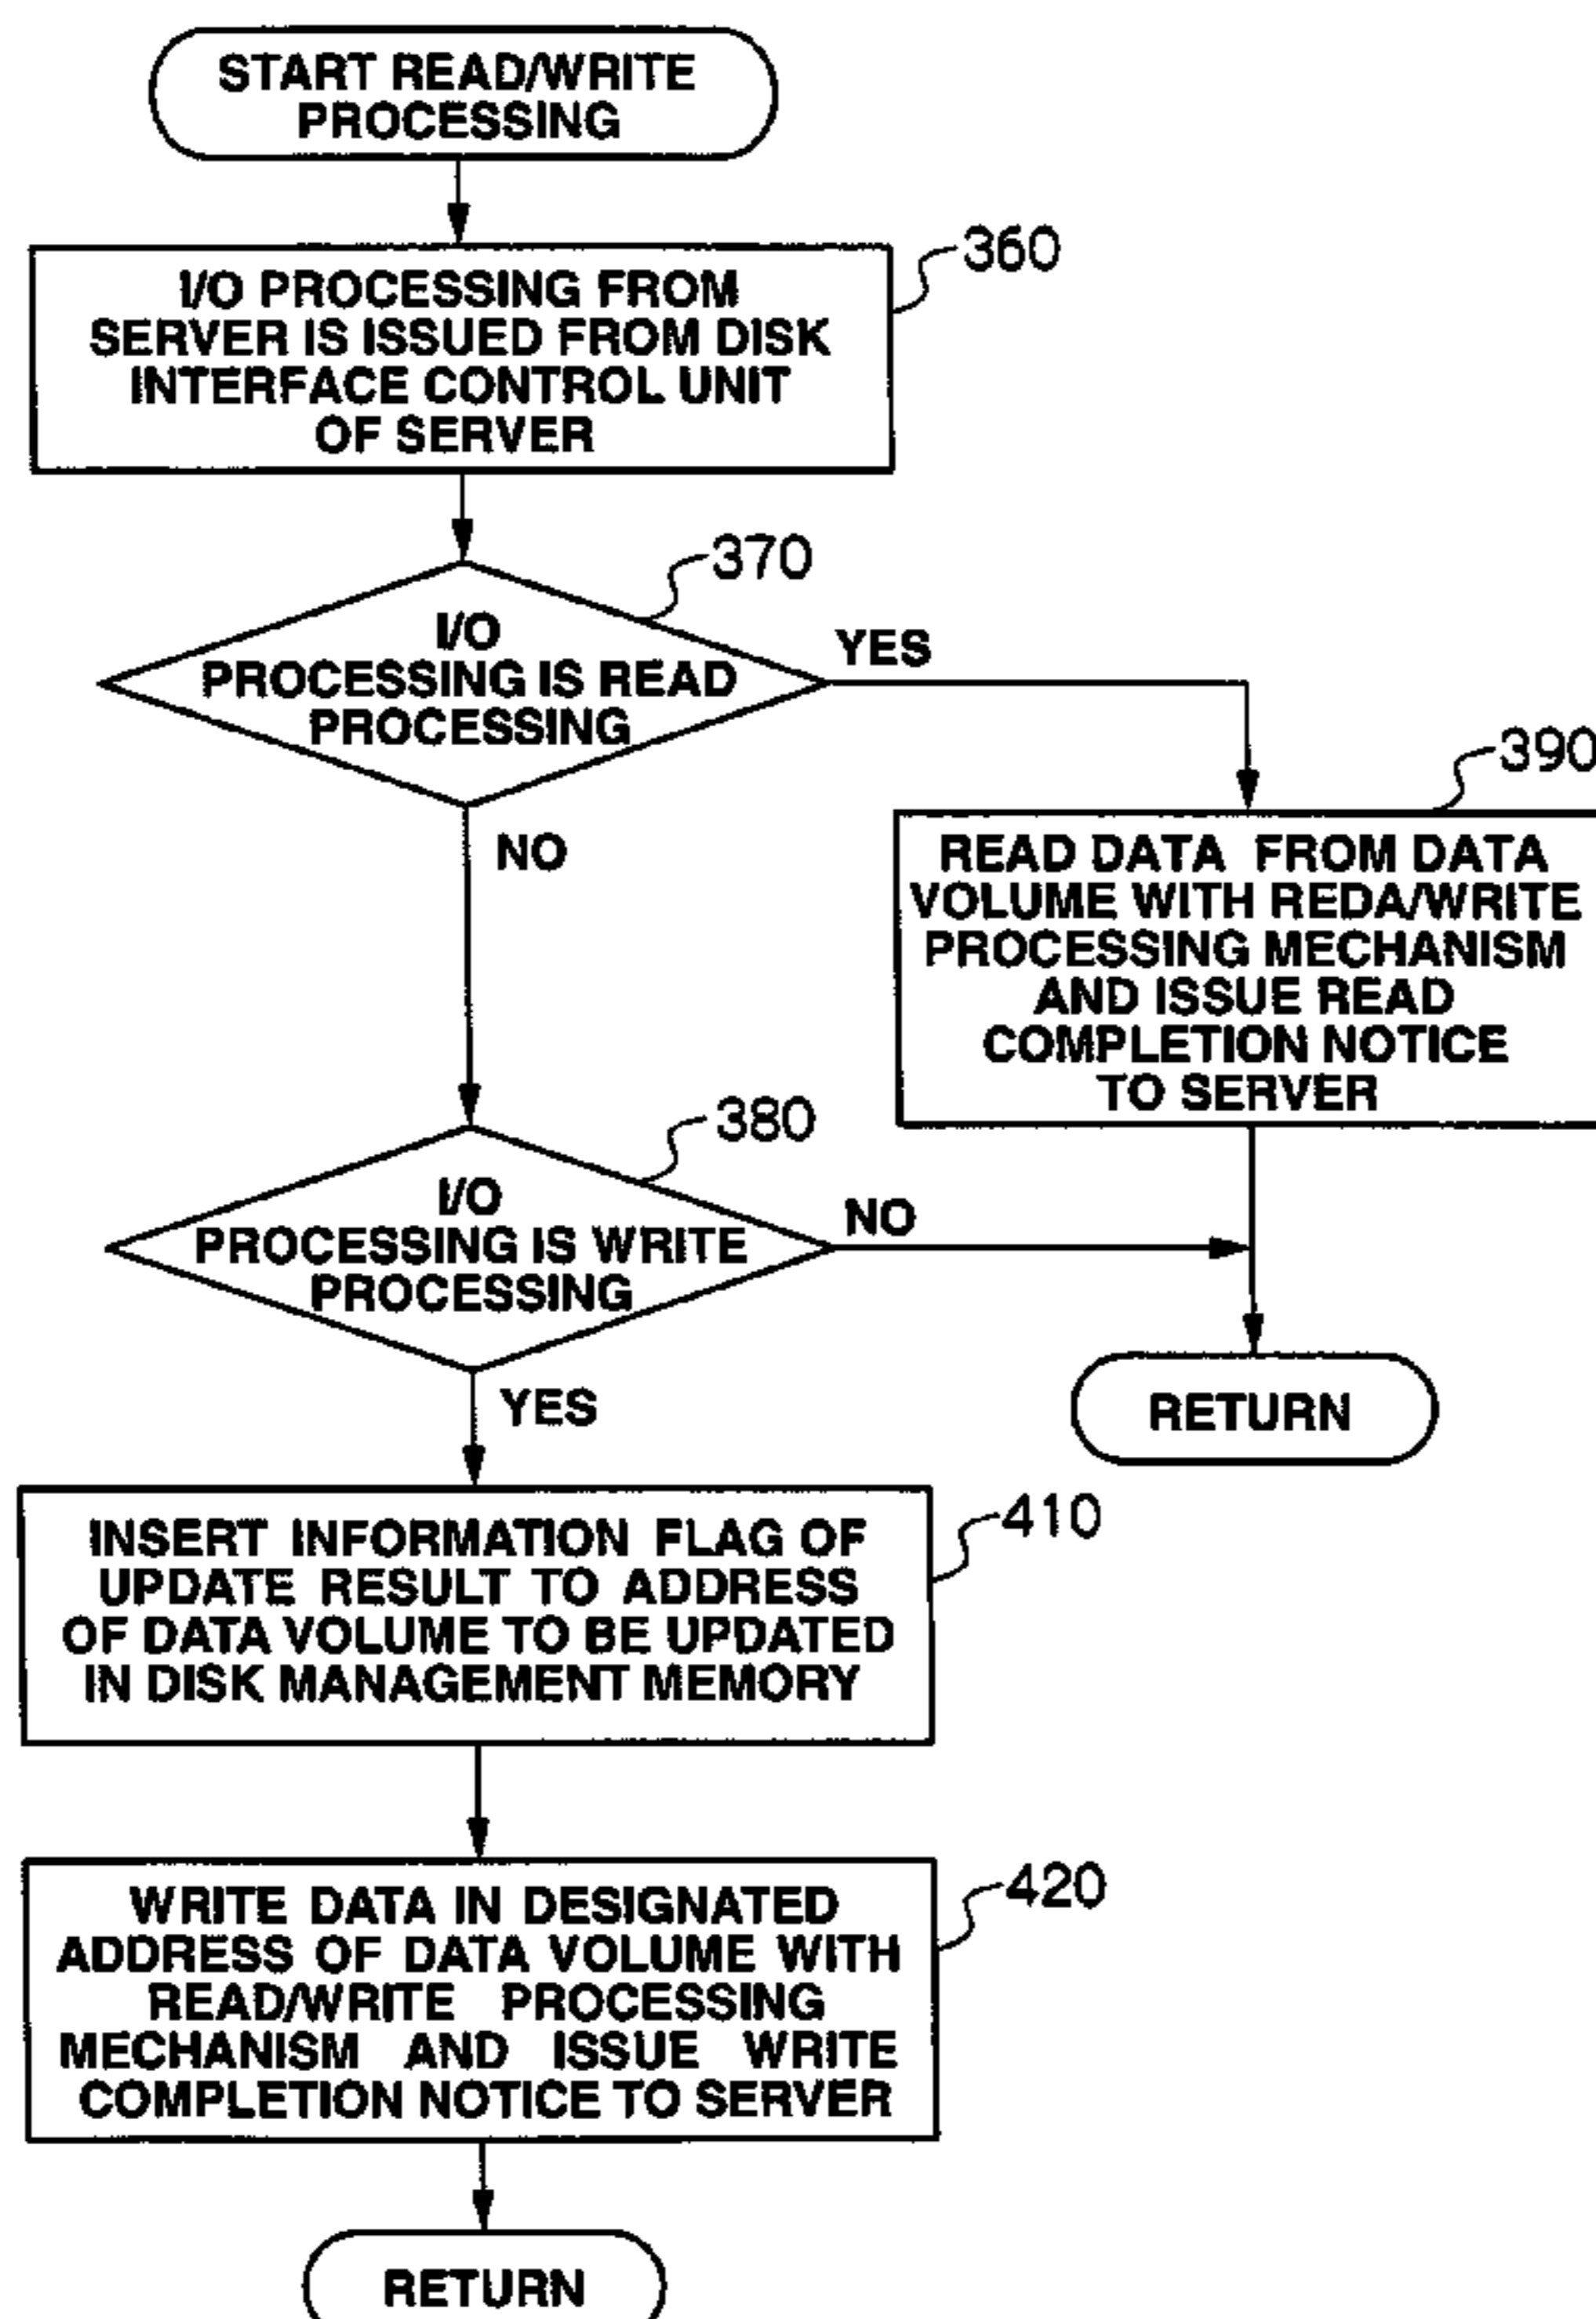 START READ/WRITE
PROCESSING
360
I/O PROCESSING FROM
SERVER IS ISSUED FROM DISK
INTERFACE CONTROL UNIT
OF SERVER
370
I/O
PROCESSING IS READ
PROCESSING
YES
NO
390
READ DATA FROM DATA
VOLUME WITH REDA/WRITE
PROCESSING MECHANISM
AND ISSUE READ
COMPLETION NOTICE
TO SERVER
380
I/O
PROCESSING IS WRITE
PROCESSING
NO
YES
RETURN
410
INSERT INFORMATION FLAG OF
UPDATE RESULT TO ADDRESS
OF DATA VOLUME TO BE UPDATED
IN DISK MANAGEMENT MEMORY
420
WRITE DATA IN DESIGNATED
ADDRESS OF DATA VOLUME WITH
READ/WRITE PROCESSING
MECHANISM AND ISSUE WRITE
COMPLETION NOTICE TO SERVER
RETURN